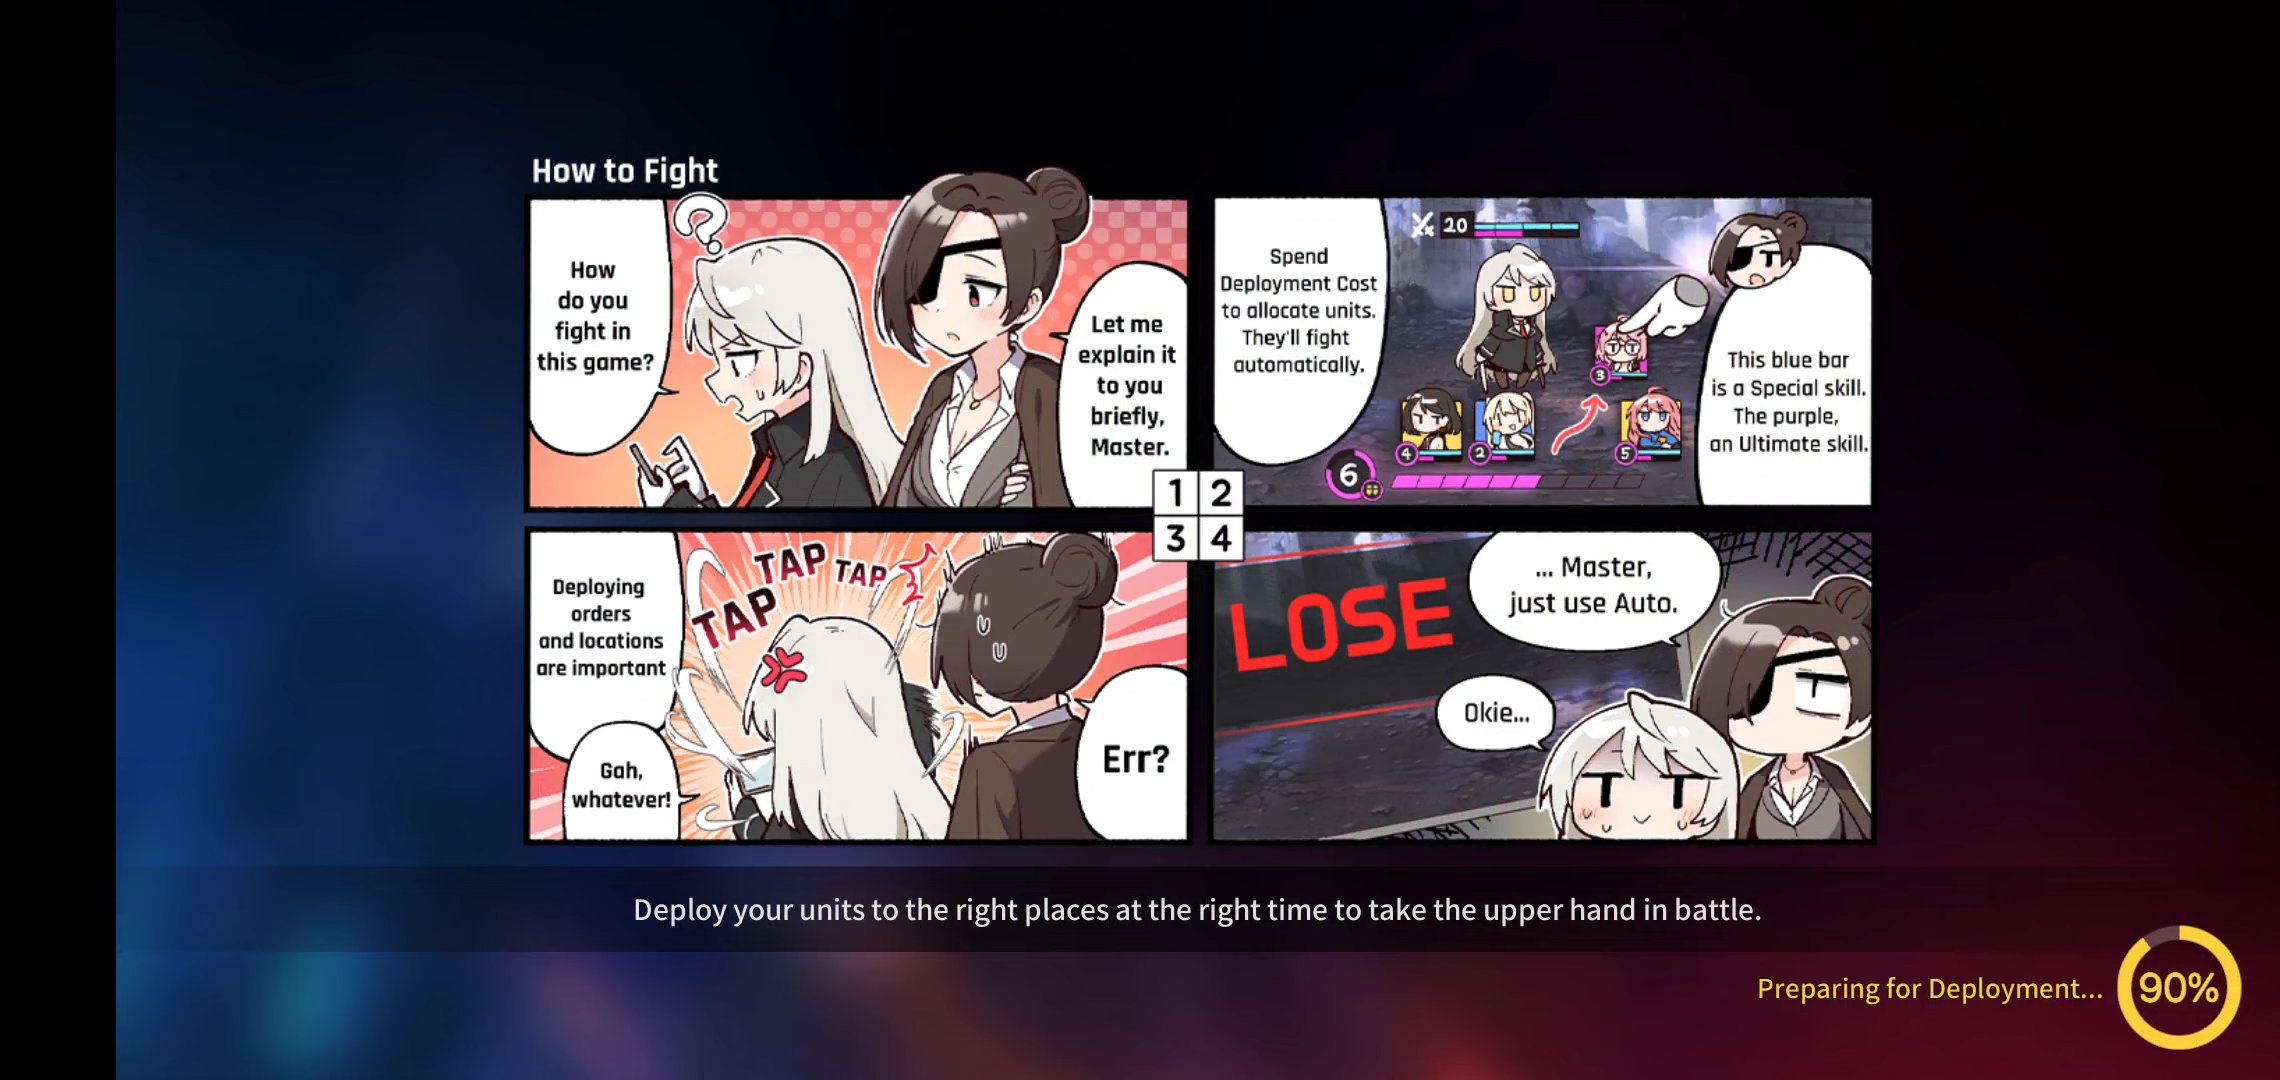 How to Fight
How
do you
fight in
this game?
Let me
explain it
to you
briefly,
Master.
Spend
Deployment Cost
to allocate units.
They'll fight
automatically.
20
3
4
2
5
6
This blue bar
is a Special skill.
The purple,
an Ultimate skill.
1 2
3 4
Deploying
orders
and locations
are important
TAP
TAP
TAP
Gah,
whatever!
Err?
LOSE
... Master,
just use Auto.
Okie...
Deploy your units to the right places at the right time to take the upper hand in battle.
Preparing for Deployment...
90%